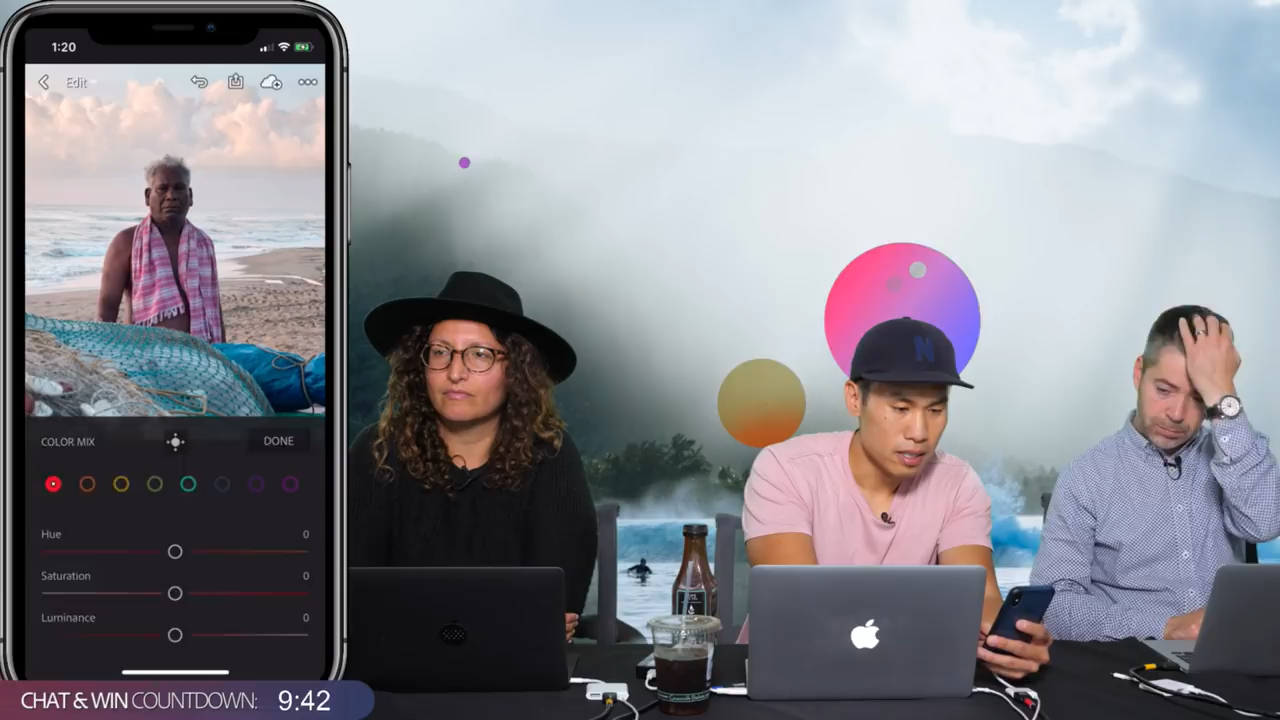 1:20
Edit
COLOR MIX
DONE
Hue 0
Saturation 0
Luminance 0
CHAT & WIN COUNTDOWN: 9:42
N